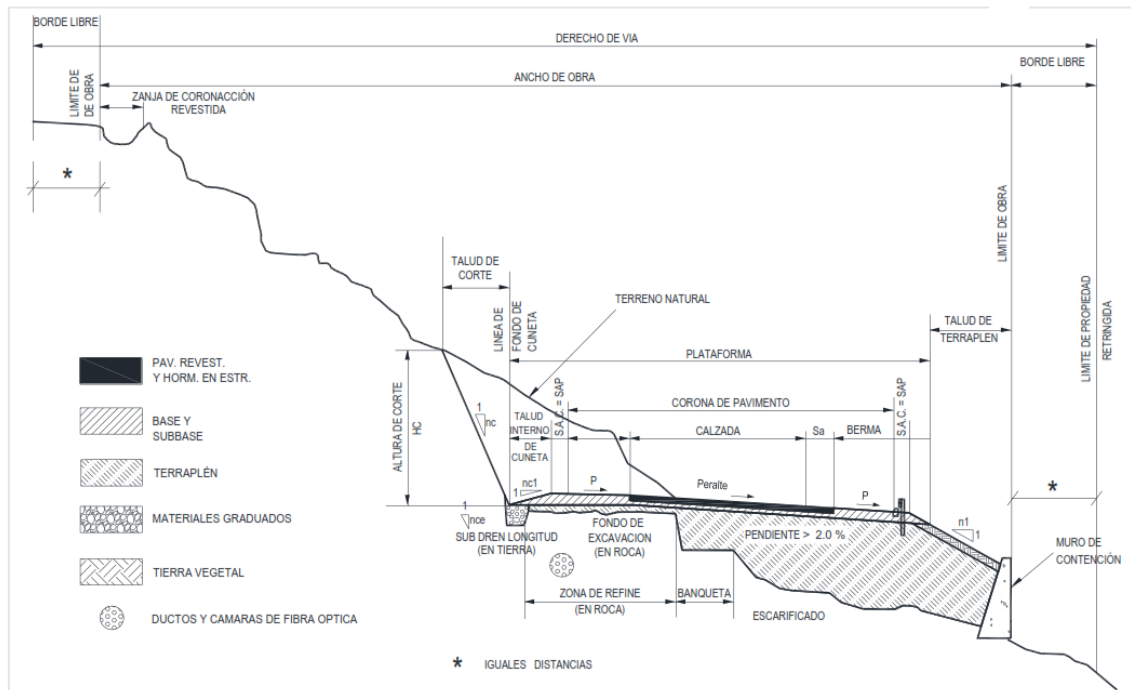 BORDE LIBRE
DERECHO DE VIA
BORDE LIBRE
ANCHO DE OBRA
LIMITE DE
DE OBRA
ZANJA DE CORONACCIÓN
REVESTIDA
*
LIMITE DE OBRA
LIMITE DE PROPIEDAD
RETRINGIDA
TALUD DE
CORTE
LINEA DE
FONDO DE
CUNETA
TERRENO NATURAL
TALUD DE
TERRAPLEN
PLATAFORMA
PAV. REVEST.
Y HORM. EN ESTR.
ALTURA DE CORTE
HC
1
nc
TALUD
INTERNO
DE
CUNETA
S.A.C. = SAP
CORONA DE PAVIMENTO
S.A.C. = SAP
CALZADA
Sa
BERMA
BASE Y
SUBBASE
TERRAPLÉN
1
nc1
P
Peralte
P
*
MATERIALES GRADUADOS
1
nce
SUB DREN LONGITUD
(EN TIERRA)
FONDO DE
EXCAVACION
(EN ROCA)
PENDIENTE > 2.0 %
n1
1
MURO DE
CONTENCIÓN
TIERRA VEGETAL
ZONA DE REFINE
(EN ROCA)
BANQUETA
ESCARIFICADO
DUCTOS Y CAMARAS DE FIBRA OPTICA
* IGUALES DISTANCIAS